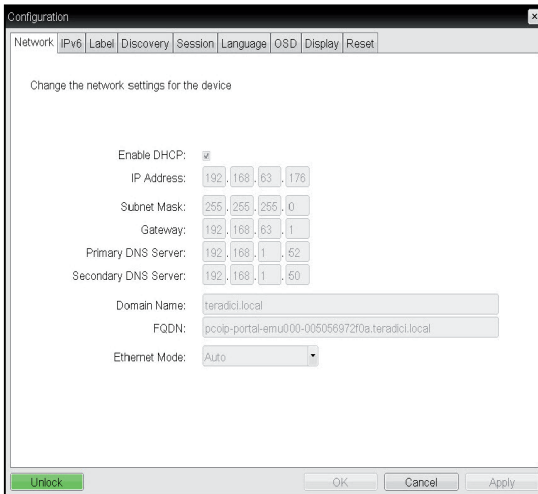 Configuration
Network IPv6 Label Discovery Session Language OSD Display Reset
Change the network settings for the device
Enable DHCP:
IP Address: 192 . 168 . 63 . 176
Subnet Mask: 255 . 255 . 255 . 0
Gateway: 192 . 168 . 63 . 1
Primary DNS Server: 192 . 168 . 1 . 52
Secondary DNS Server: 192 . 168 . 1 . 50
Domain Name: teradici.local
FQDN: pcoip-portal-emu000-005056972f0a.teradici.local
Ethernet Mode: Auto
Unlock OK Cancel Apply